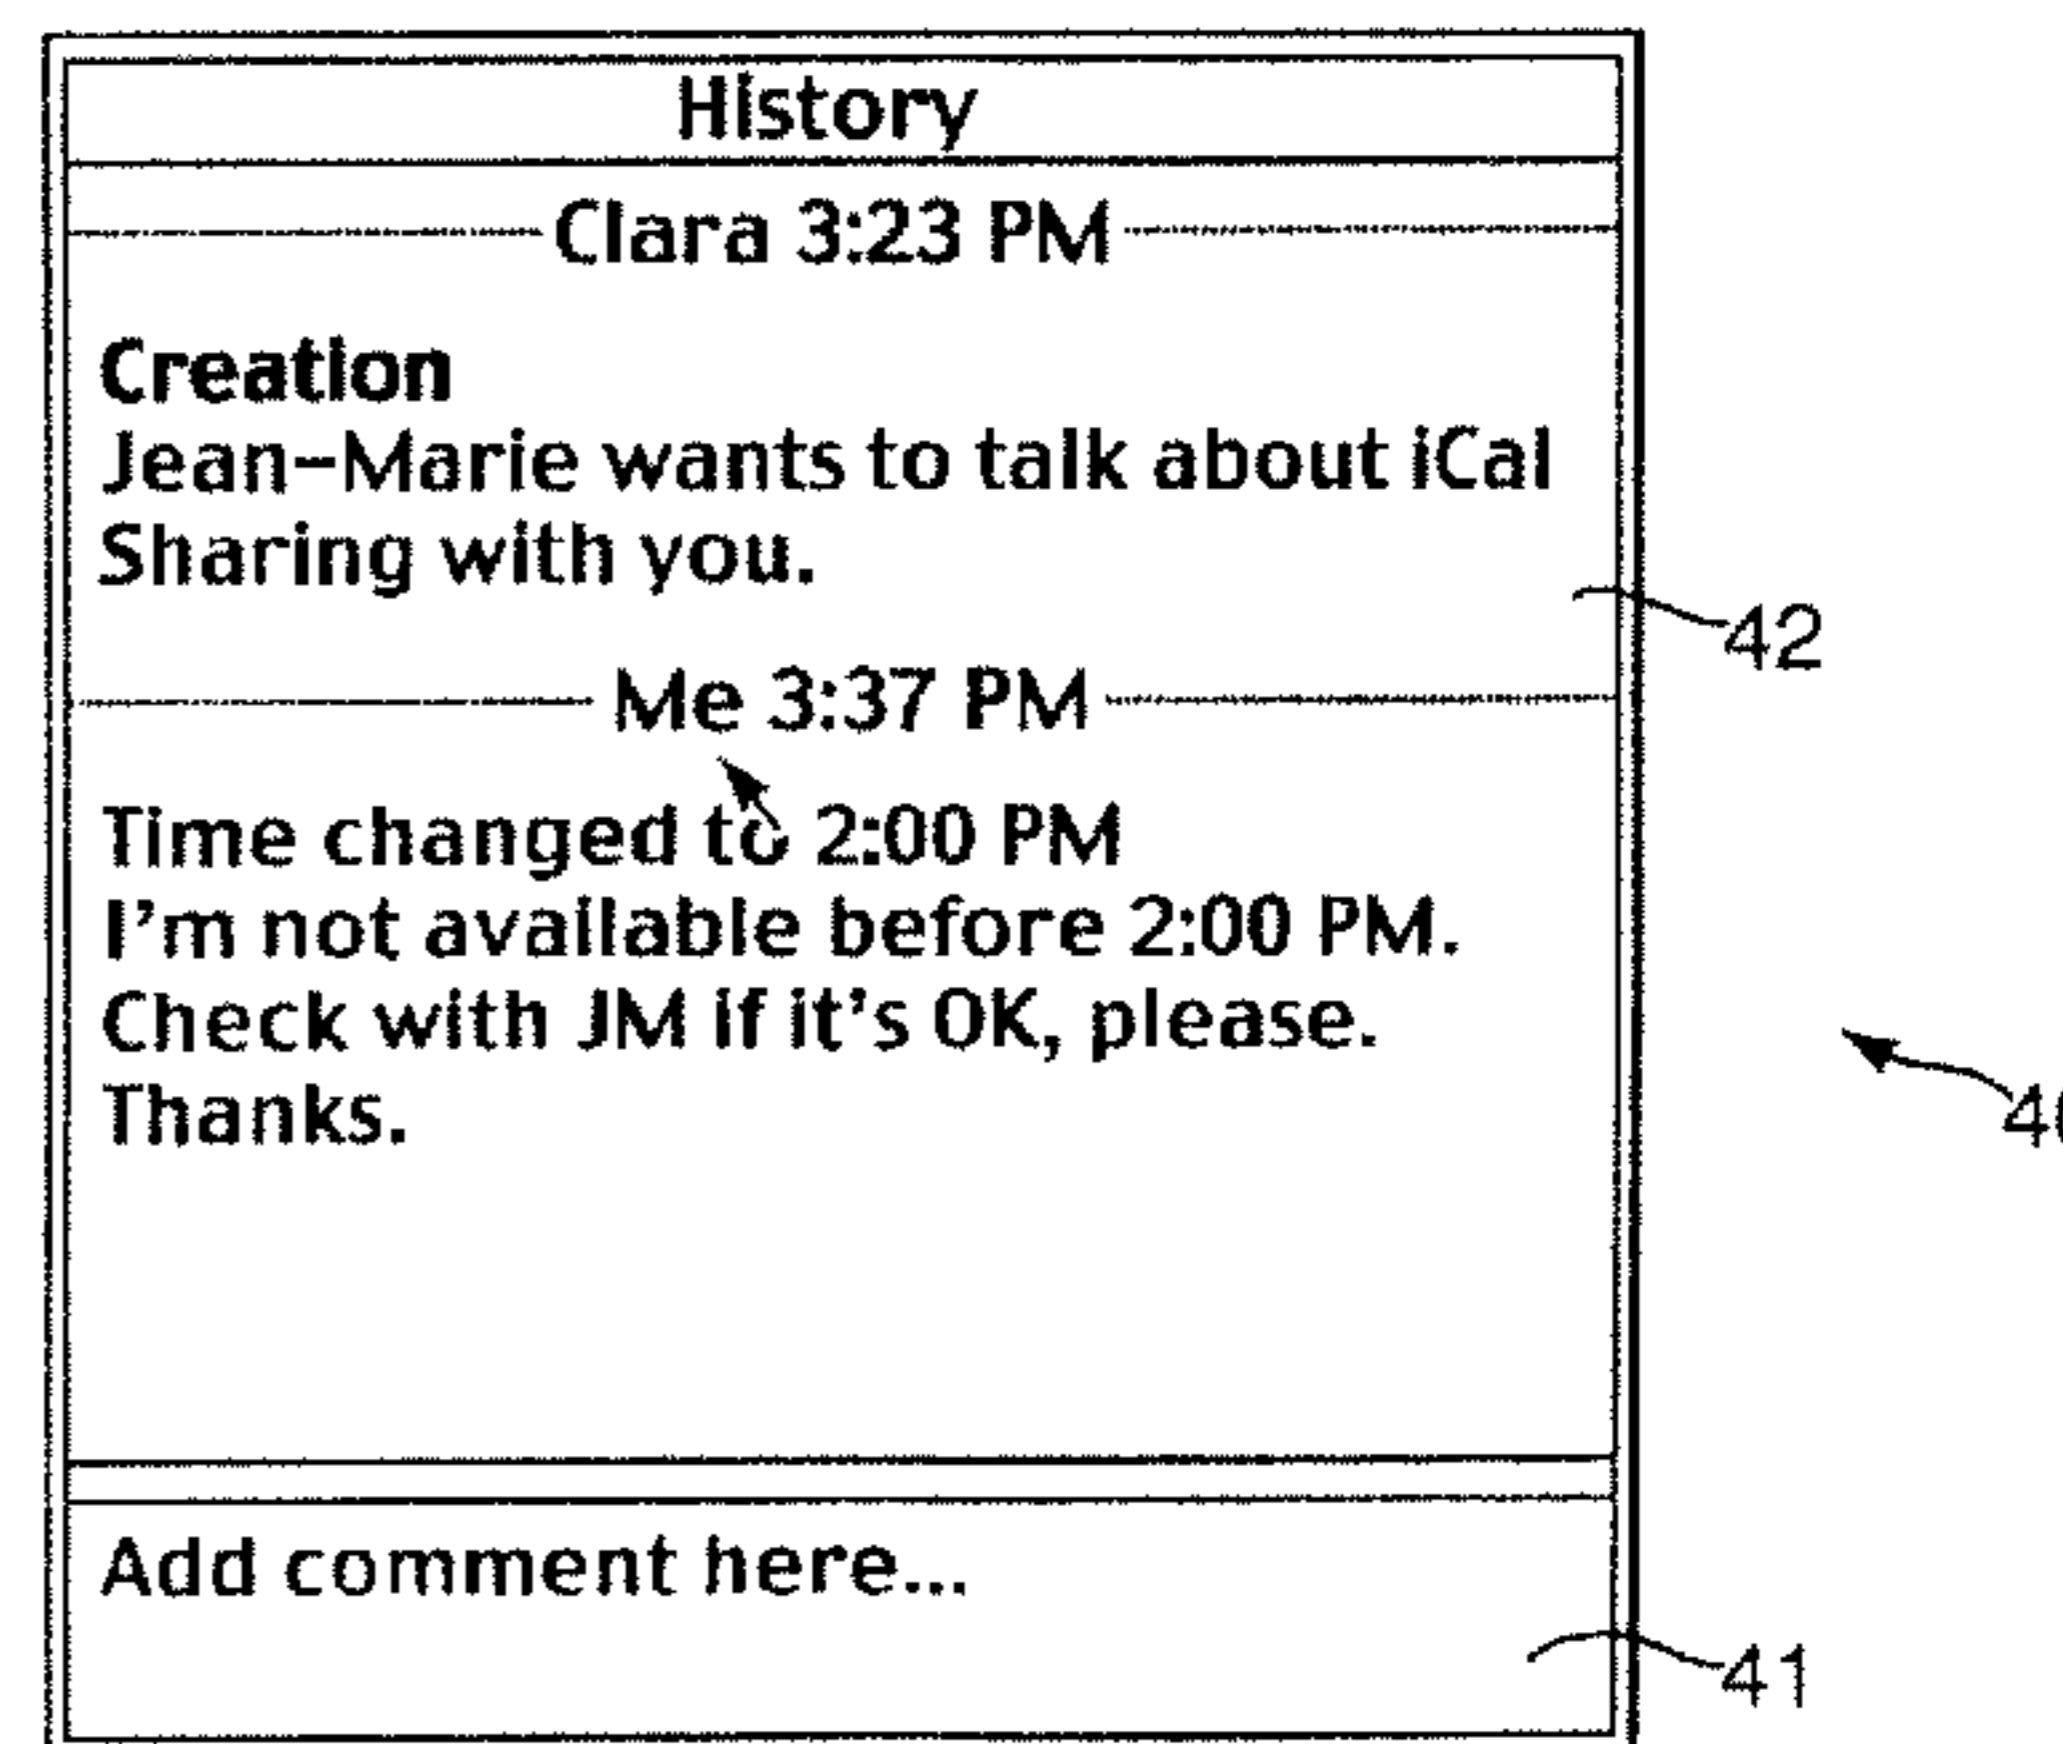 History
Clara 3:23 PM
Creation
Jean-Marie wants to talk about iCal
Sharing with you.
42
Me 3:37 PM
Time changed to 2:00 PM
I'm not available before 2:00 PM.
Check with JM if it's OK, please.
Thanks.
Add comment here...
41